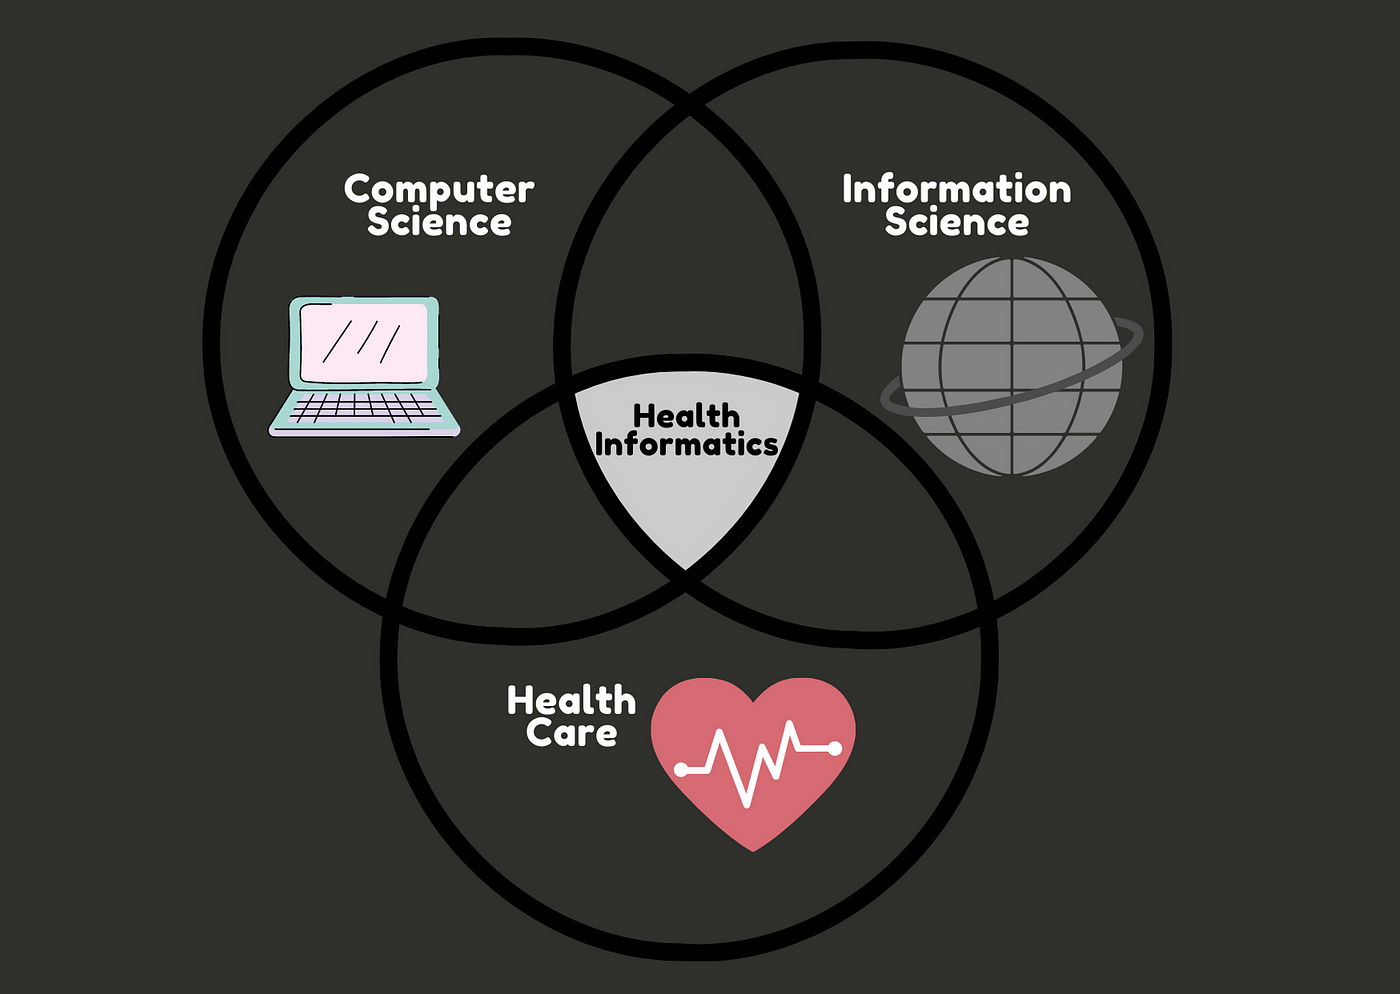 Computer
Science
Information
Science
Health
Informatics
Health
Care